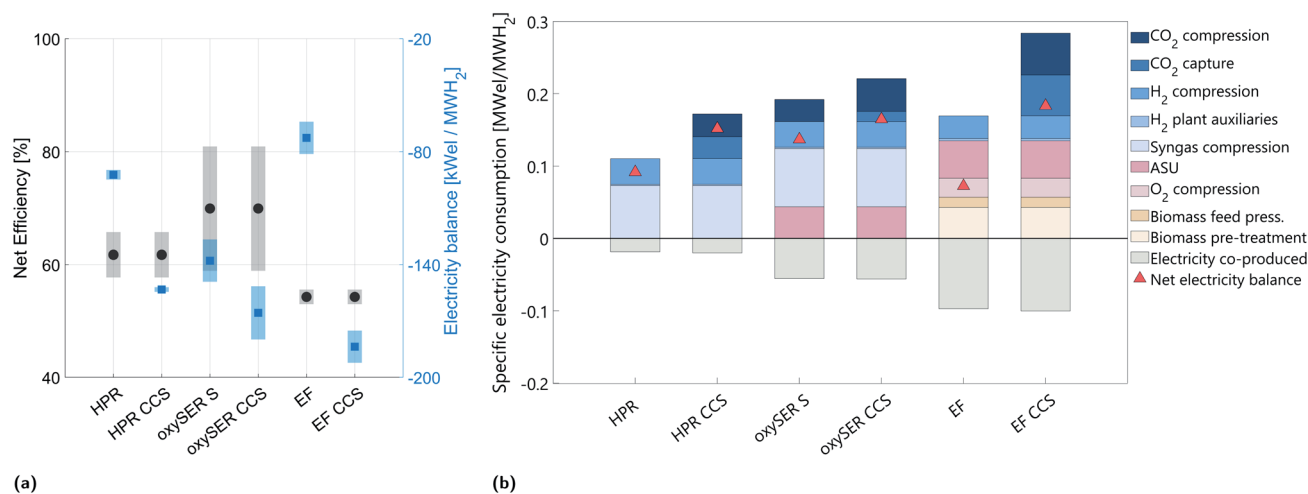 100
80
60
40
Net Efficiency [%]
-20
-80
-140
-200
Electricity balance [kWel / MWH₂]
HPR
HPR CCS
oxySER S
oxySER CCS
EF
EF CCS
(a)
0.3
0.2
0.1
0
-0.1
-0.2
Specific electricity consumption [MWel/MWH₂]
HPR
HPR CCS
oxySER S
oxySER CCS
EF
EF CCS
CO₂ compression
CO₂ capture
H₂ compression
H₂ plant auxiliaries
Syngas compression
ASU
O₂ compression
Biomass feed press.
Biomass pre-treatment
Electricity co-produced
Net electricity balance
(b)